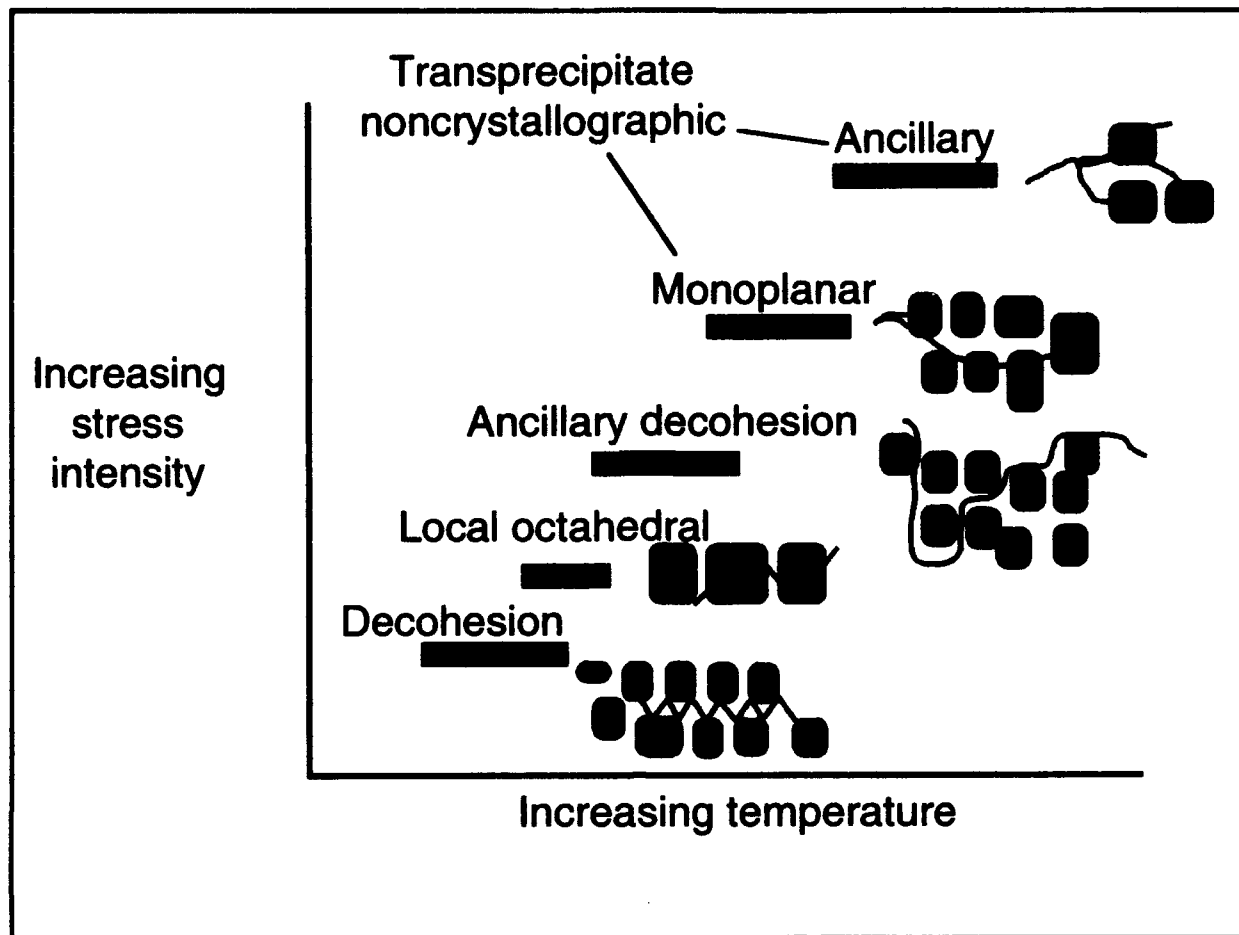 Transprecipitate
noncrystallographic
Ancillary
Monoplanar
Increasing
stress
intensity
Ancillary decohesion
Local octahedral
Decohesion
Increasing temperature